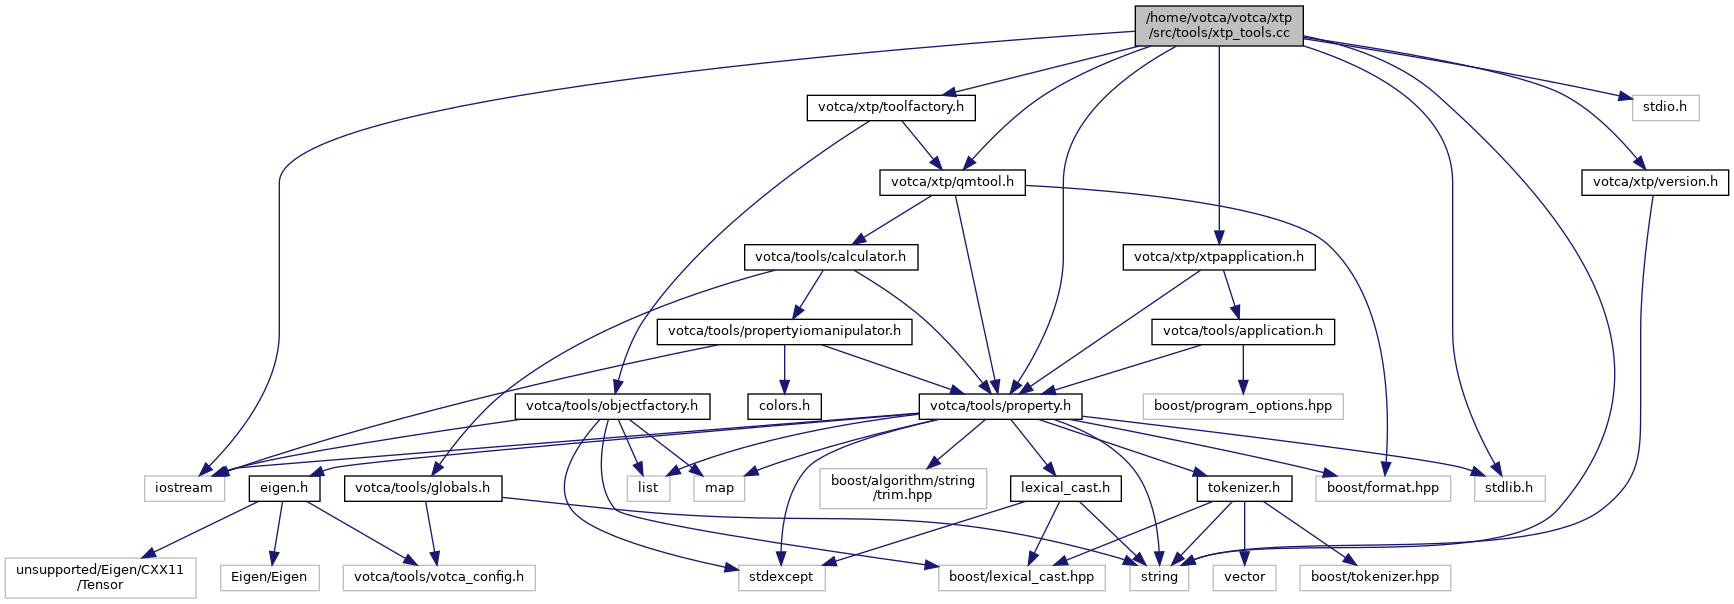 /home/votca/votca/xtp
/src/tools/xtp_tools.cc
votca/xtp/toolfactory.h
stdio.h
votca/xtp/qmtool.h
votca/xtp/version.h
votca/tools/calculator.h
votca/xtp/xtpapplication.h
votca/tools/propertyiomanipulator.h
votca/tools/application.h
votca/tools/objectfactory.h
colors.h
votca/tools/property.h
boost/program_options.hpp
iostream
eigen.h
votca/tools/globals.h
list
map
boost/algorithm/string
/trim.hpp
lexical_cast.h
tokenizer.h
boost/format.hpp
stdlib.h
unsupported/Eigen/CXX11
/Tensor
Eigen/Eigen
votca/tools/votca_config.h
stdexcept
boost/lexical_cast.hpp
string
vector
boost/tokenizer.hpp